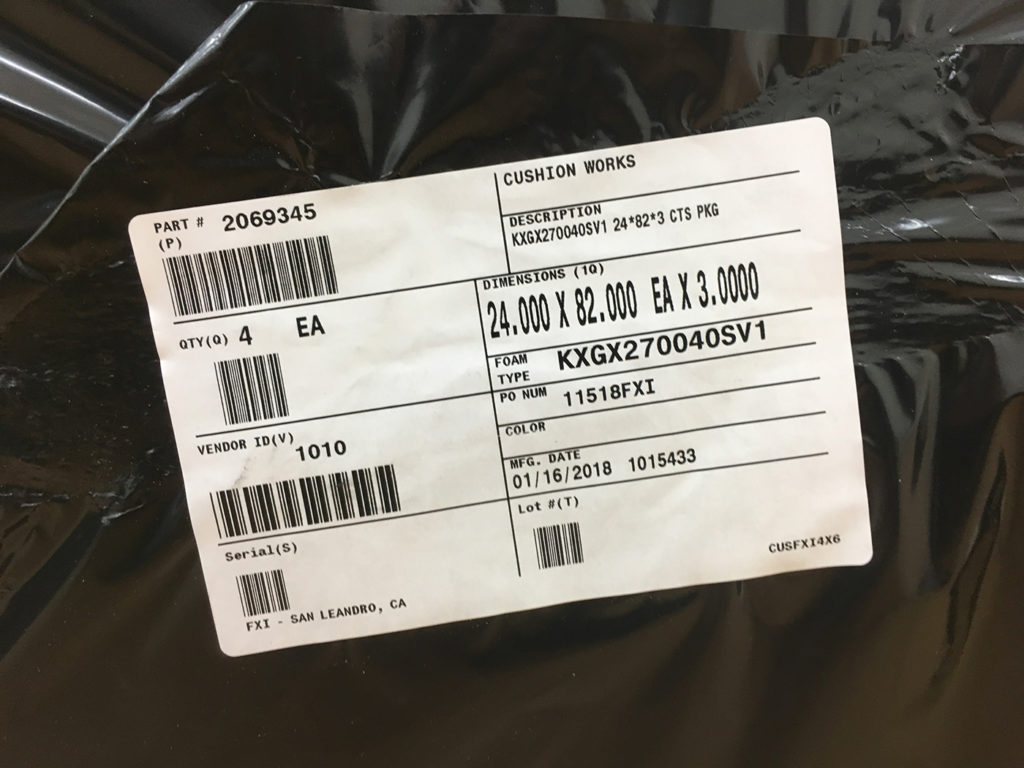 PART # 2069345
(P)
QTY(Q) 4 EA
VENDOR ID(V) 1010
Serial(S)
FXI - SAN LEANDRO, CA
CUSHION WORKS
DESCRIPTION
KXGX270040SV1 24*82*3 CTS PKG
DIMENSIONS (1Q)
24.000 X 82.000 EA X 3.0000
FOAM TYPE KXGX270040SV1
PO NUM 11518FXI
COLOR
MFG. DATE
01/16/2018 1015433
Lot #(T)
CUSFXI4X6